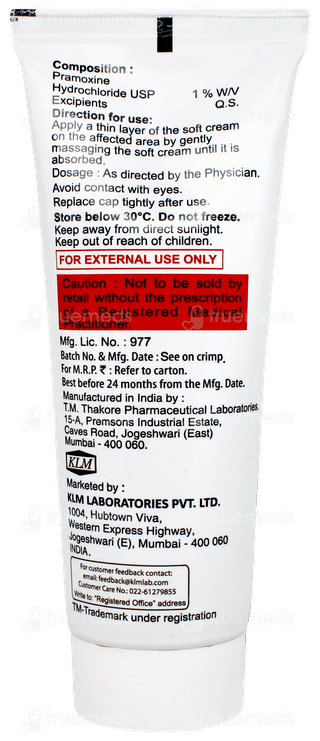 Composition :
Pramoxine
Hydrochloride USP 1 % W/V
Excipients Q.S.
Direction for use:
Apply a thin layer of the soft cream
on the affected area by gently
massaging the soft cream until it is
absorbed.
Dosage : As directed by the Physician.
Avoid contact with eyes.
Replace cap tightly after use.
Store below 30°C. Do not freeze.
Keep away from direct sunlight.
Keep out of reach of children.
FOR EXTERNAL USE ONLY
Caution : Not to be sold by
retail without the prescription
of a Registered Medical
Practitioner.
Mfg. Lic. No. : 977
Batch No. & Mfg. Date : See on crimp.
For M.R.P. ₹ : Refer to carton.
Best before 24 months from the Mfg. Date.
Manufactured in India by :
T.M. Thakore Pharmaceutical Laboratories.
15-A, Premsons Industrial Estate,
Caves Road, Jogeshwari (East)
Mumbai - 400 060.
KLM
Marketed by :
KLM LABORATORIES PVT. LTD.
1004, Hubtown Viva,
Western Express Highway,
Jogeshwari (E), Mumbai - 400 060
INDIA.
For customer feedback contact:
email: feedback@klmlab.com
Customer Care No.: 022-61279855
Write to: "Registered Office" address
TM-Trademark under registration
truemeds